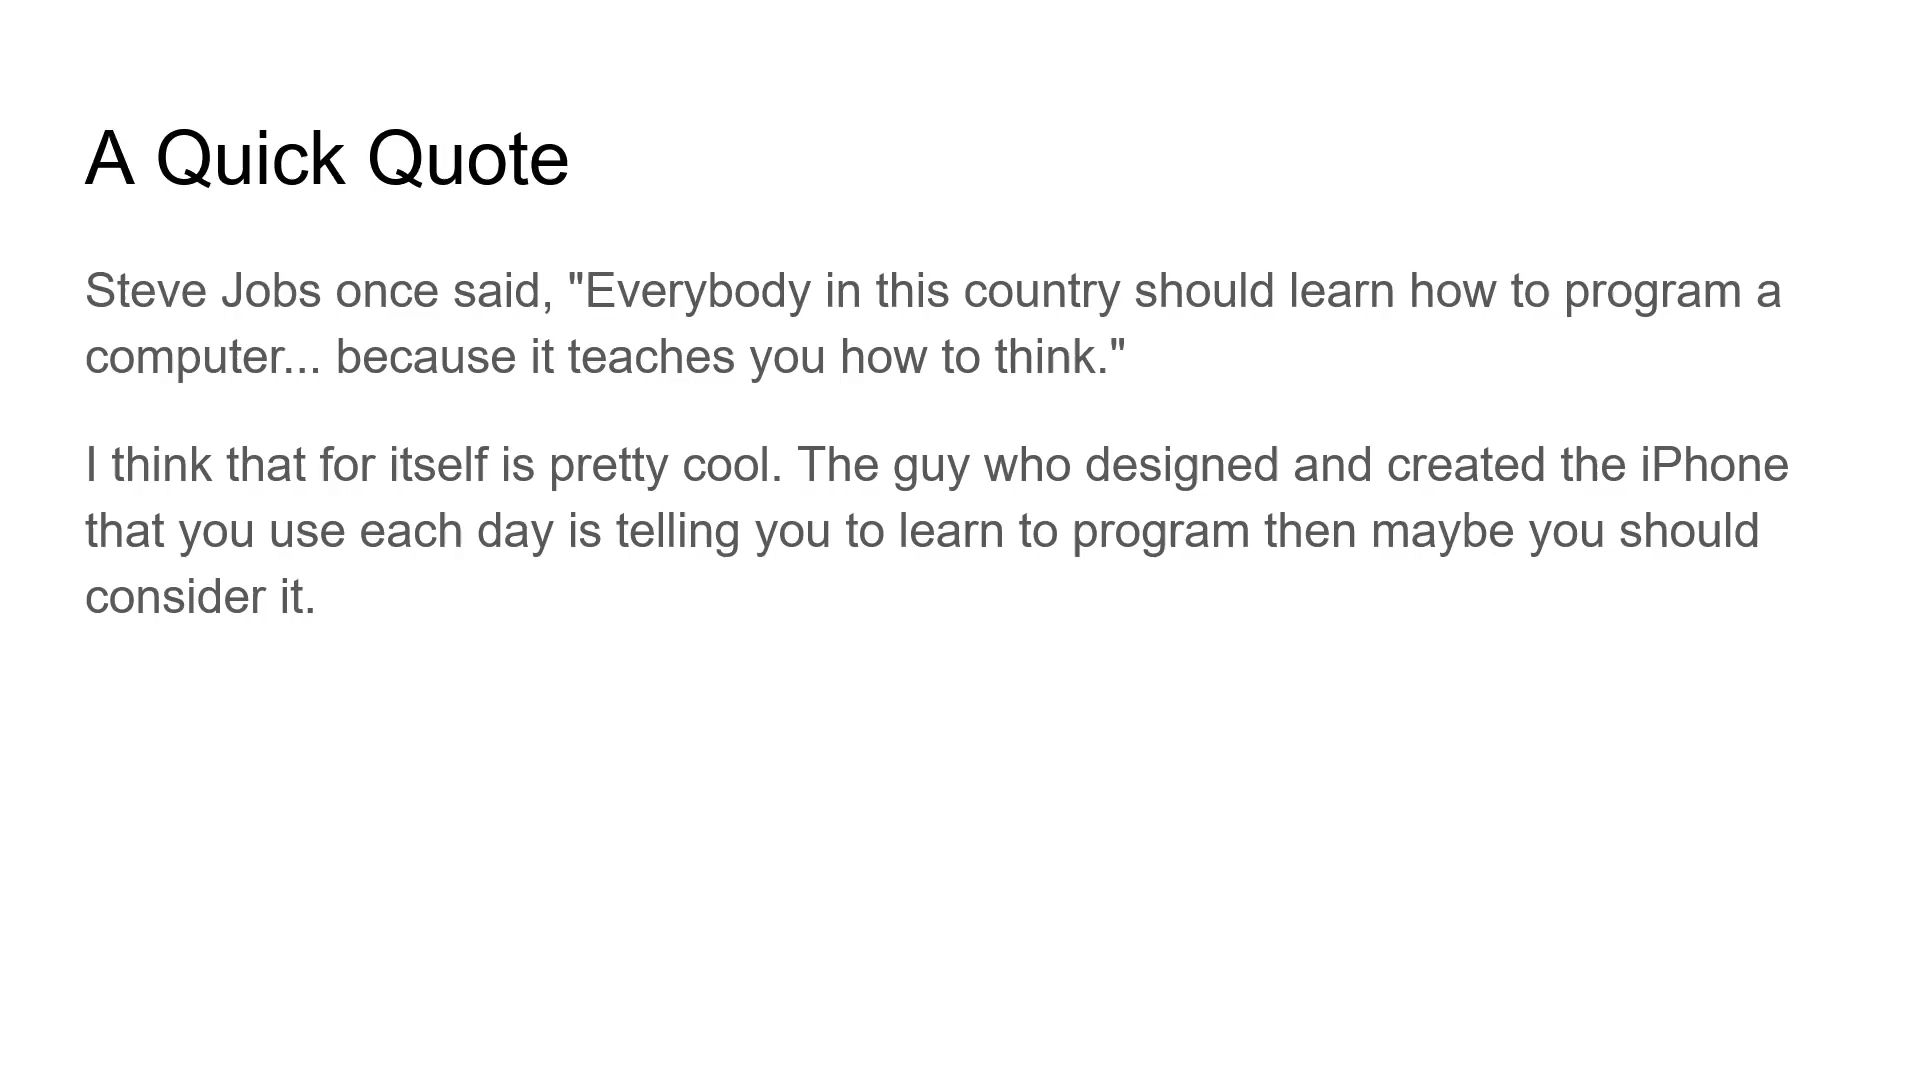 A Quick Quote
Steve Jobs once said, "Everybody in this country should learn how to program a
computer... because it teaches you how to think."
I think that for itself is pretty cool. The guy who designed and created the iPhone
that you use each day is telling you to learn to program then maybe you should
consider it.